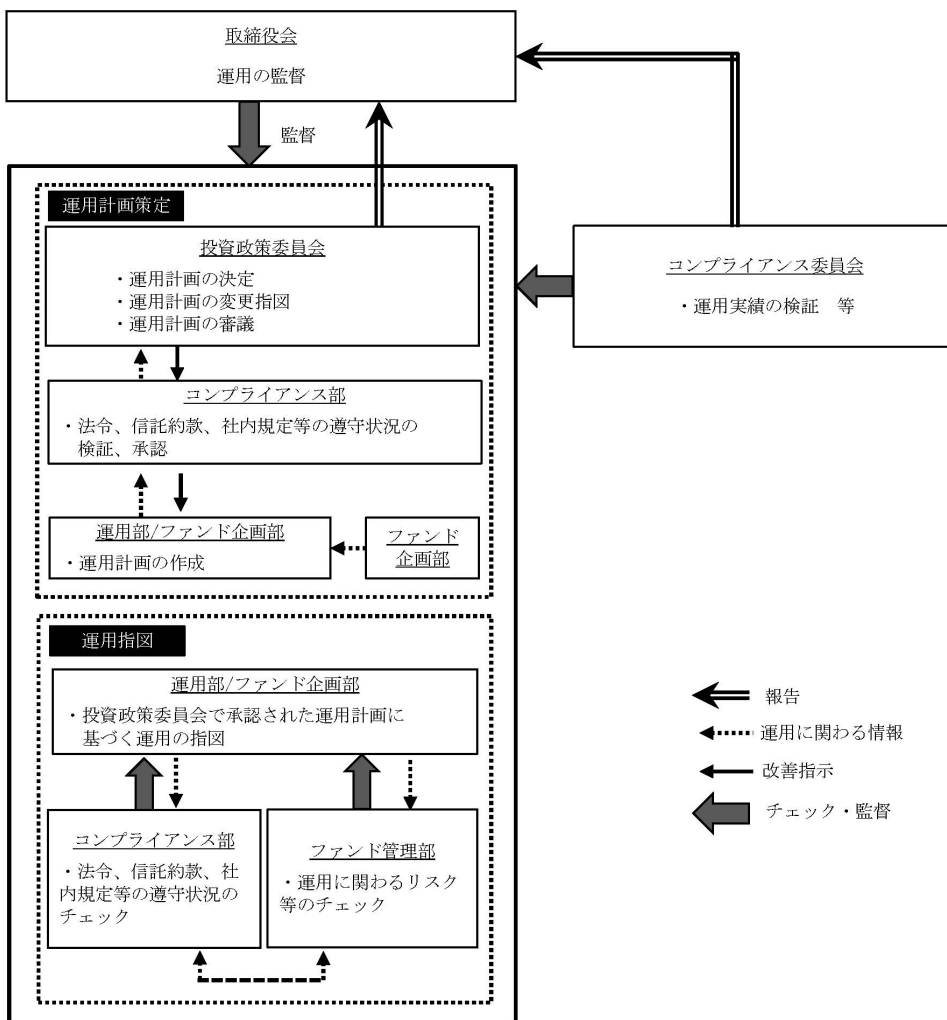 取締役会
運用の監督
監督
運用計画策定
投資政策委員会
・運用計画の決定
・運用計画の変更指図
・運用計画の審議
コンプライアンス委員会
・運用実績の検証　等
コンプライアンス部
・法令、信託約款、社内規定等の遵守状況の
検証、承認
運用部/ファンド企画部
・運用計画の作成
ファンド
企画部
運用指図
運用部/ファンド企画部
・投資政策委員会で承認された運用計画に
基づく運用の指図
コンプライアンス部
・法令、信託約款、社
内規定等の遵守状況の
チェック
ファンド管理部
・運用に関わるリスク
等のチェック
報告
運用に関わる情報
改善指示
チェック・監督